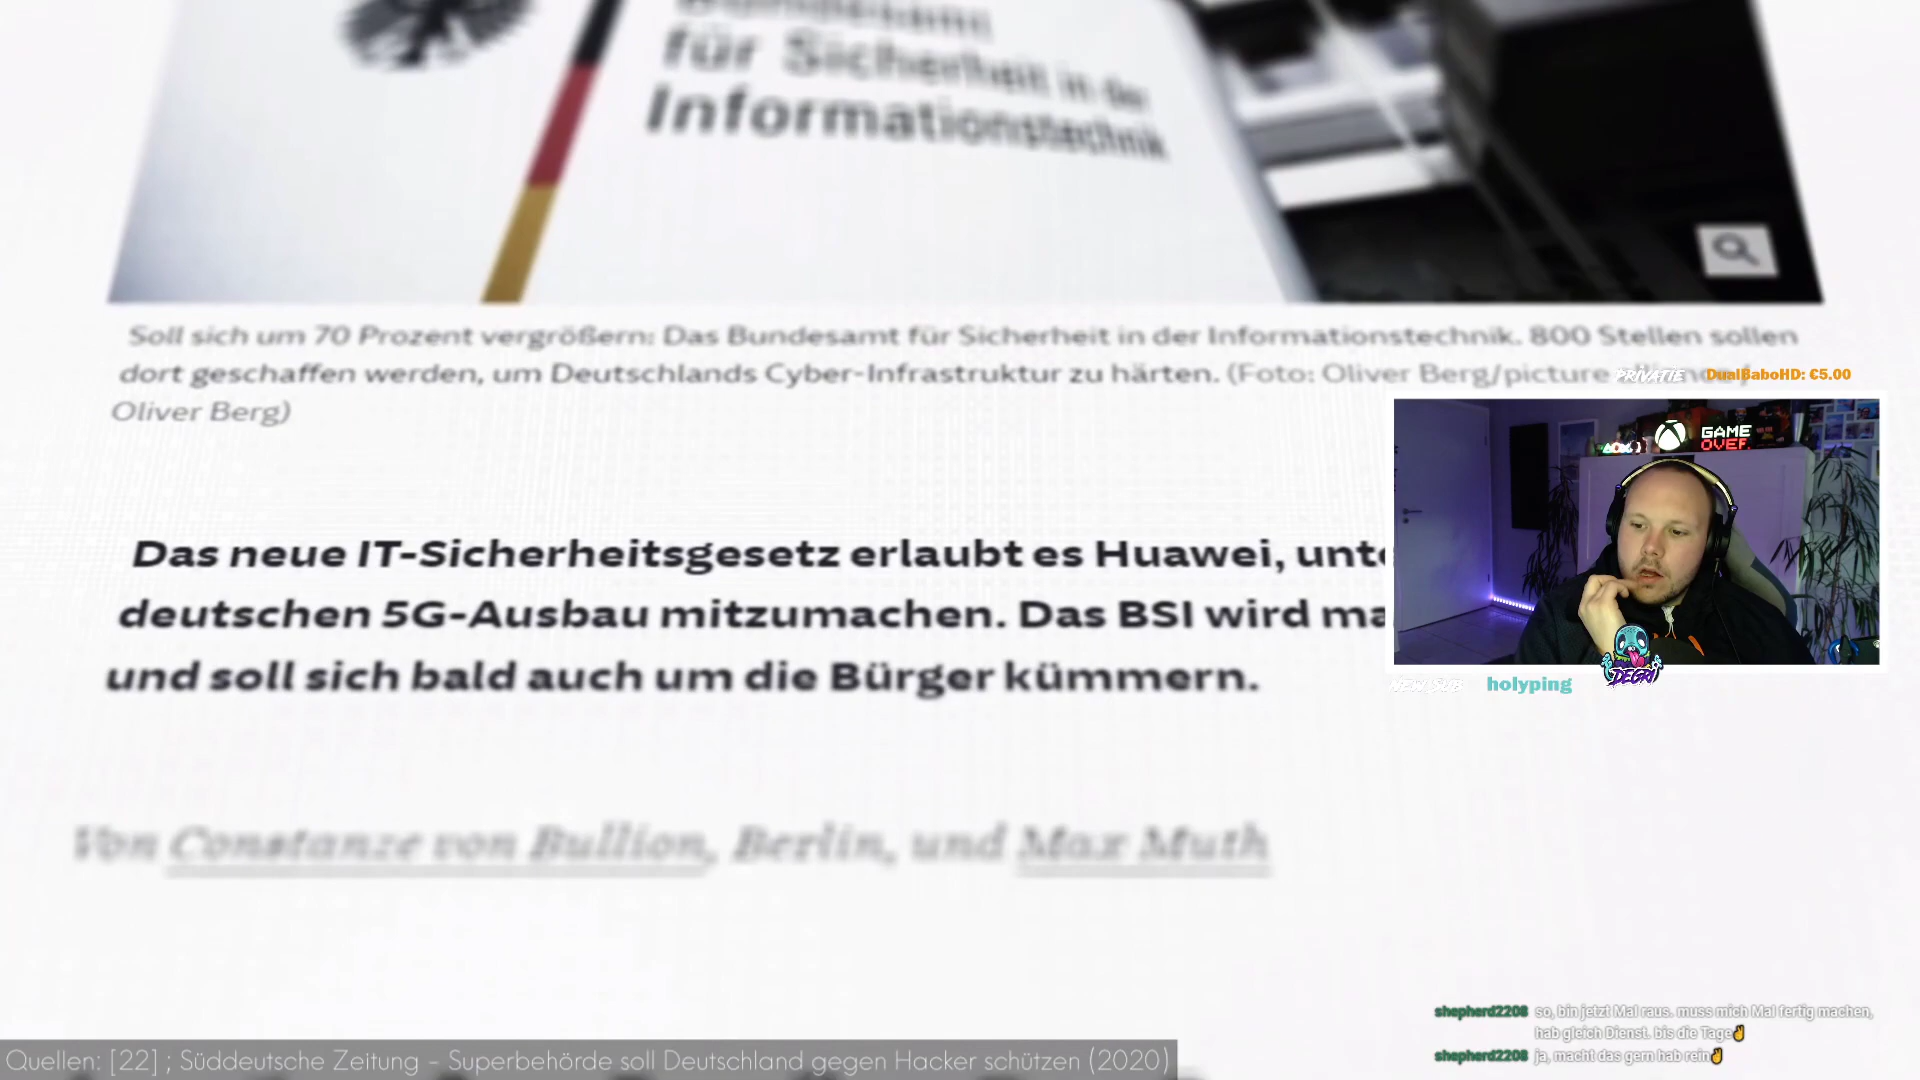 Bundesamt
für Sicherheit in der
Informationstechnik
Soll sich um 70 Prozent vergrößern: Das Bundesamt für Sicherheit in der Informationstechnik. 800 Stellen sollen
dort geschaffen werden, um Deutschlands Cyber-Infrastruktur zu härten. (Foto: Oliver Berg/picture
Oliver Berg)
PRIVATIE DualBaboHD: €5.00
GAME
OVER
Das neue IT-Sicherheitsgesetz erlaubt es Huawei, unte
deutschen 5G-Ausbau mitzumachen. Das BSI wird ma
und soll sich bald auch um die Bürger kümmern.
DEGRI
NEW SUB holyping
Von Constanze von Bullion, Berlin, und Max Muth
shepherd2208 so, bin jetzt Mal raus. muss mich Mal fertig machen,
hab gleich Dienst. bis die Tage✌
shepherd2208 ja, macht das gern hab rein✌
Quellen: [22] ; Süddeutsche Zeitung – Superbehörde soll Deutschland gegen Hacker schützen (2020)